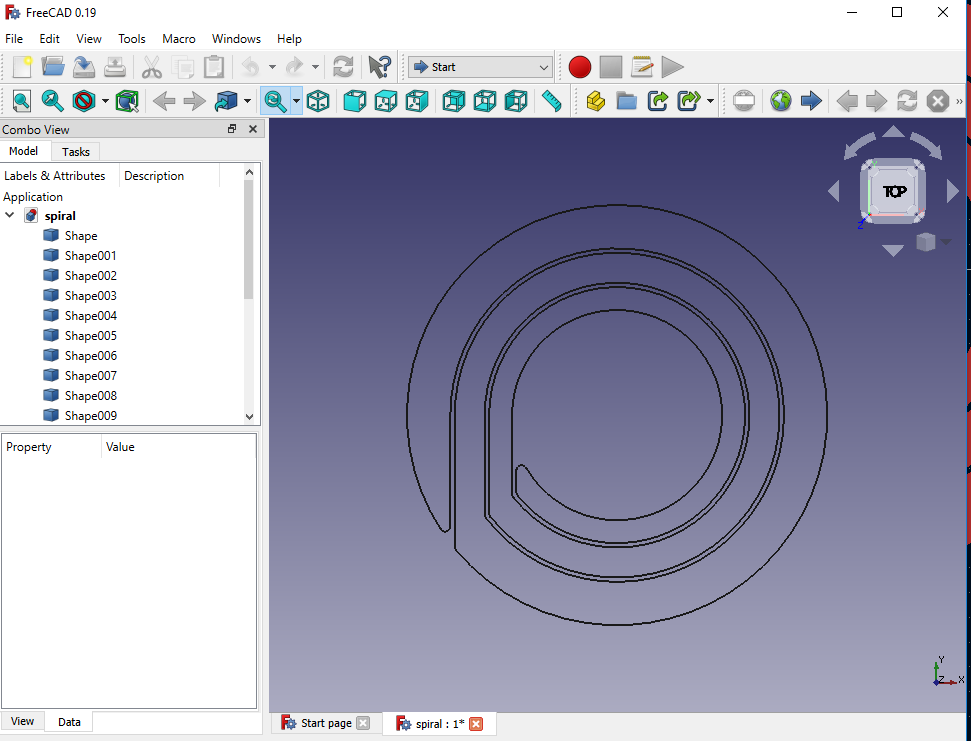 FreeCAD 0.19
File Edit View Tools Macro Windows Help
Start
Combo View
Model Tasks
Labels & Attributes Description
Application
spiral
Shape
Shape001
Shape002
Shape003
Shape004
Shape005
Shape006
Shape007
Shape008
Shape009
Property Value
View Data
TOP
Z
Y
Z X
Start page
spiral : 1*